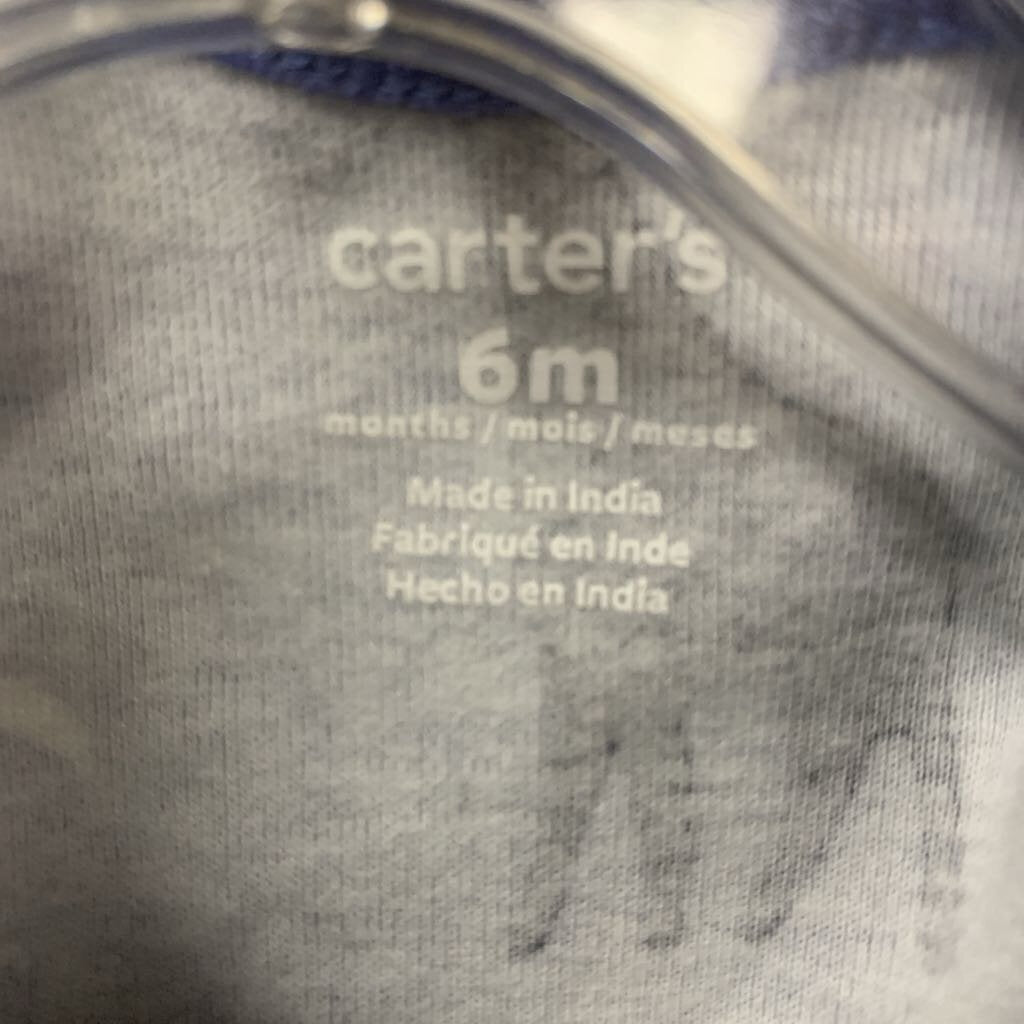 carter's
6m
months / mois / meses
Made in India
Fabriqué en Inde
Hecho en India